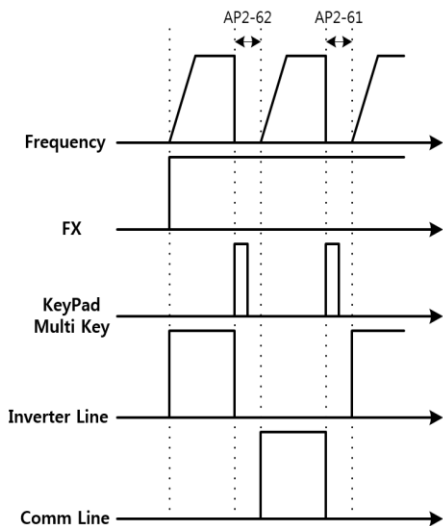 AP2-62 AP2-61
Frequency
FX
KeyPad
Multi Key
Inverter Line
Comm Line